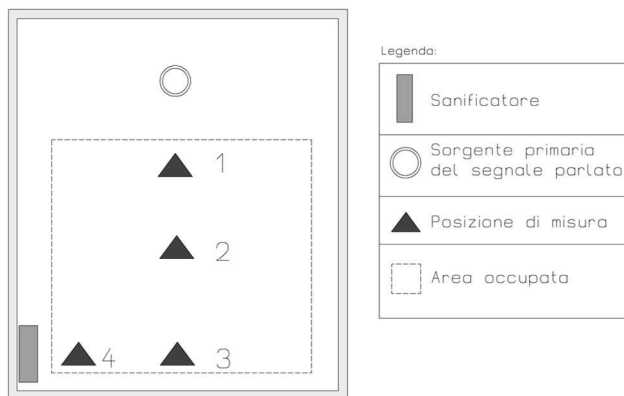 1
2
4 3
Legenda:
Sanificatore
Sorgente primaria
del segnale parlato
Posizione di misura
Area occupata